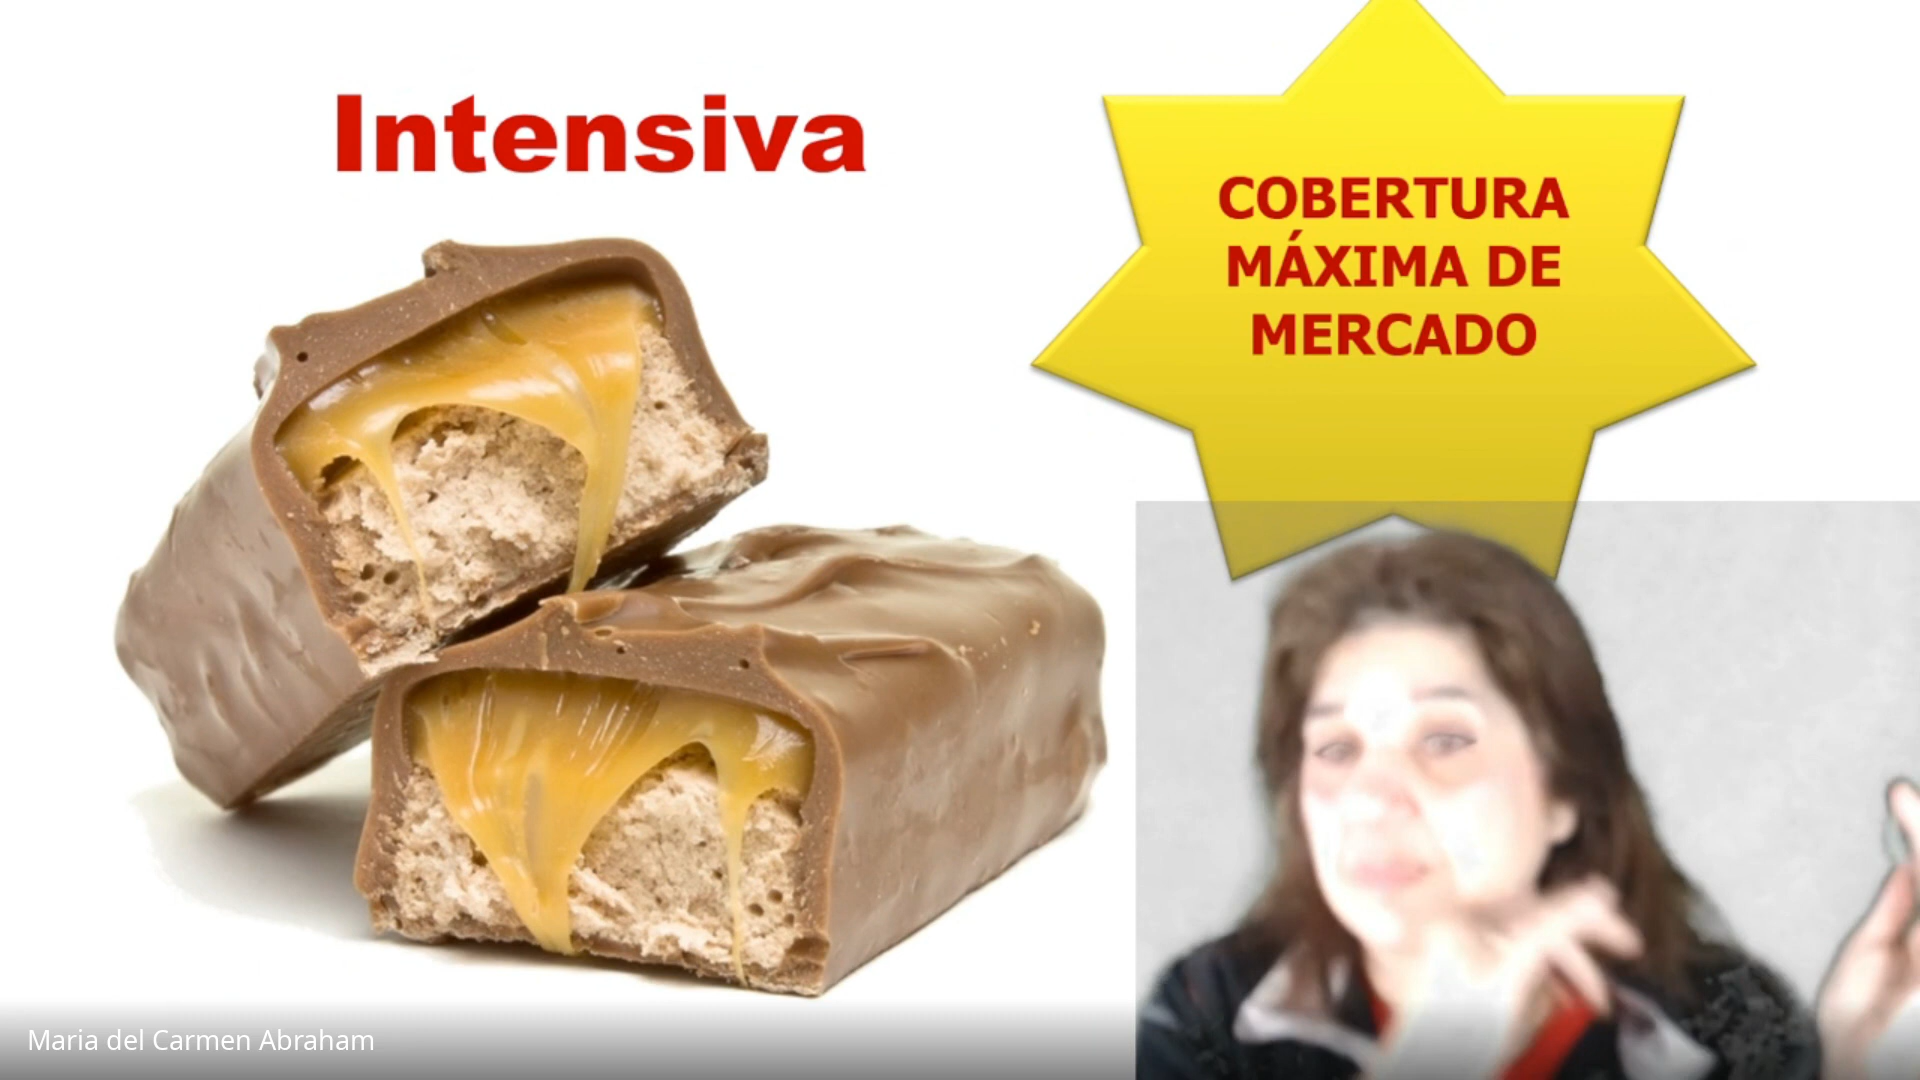 Intensiva
COBERTURA
MÁXIMA DE
MERCADO
Maria del Carmen Abraham